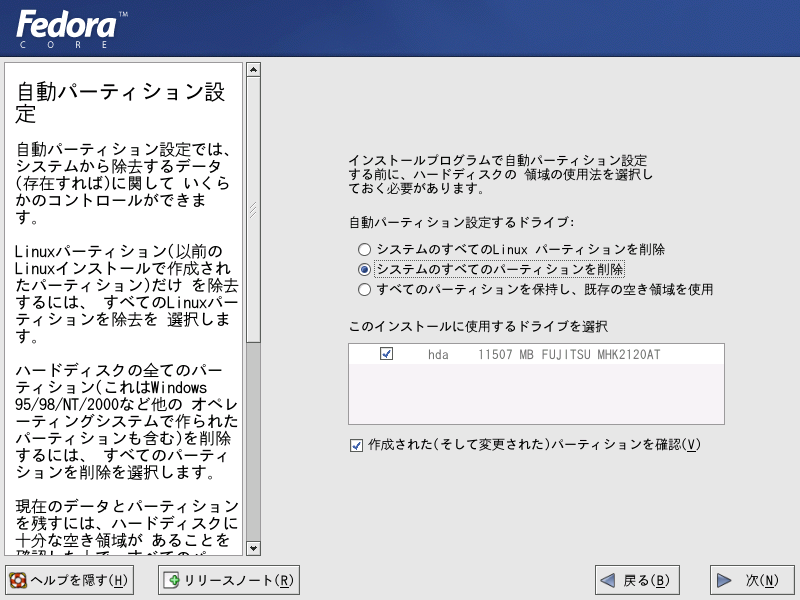 Fedora™
CORE
自動パーティション設
定
自動パーティション設定では、
システムから除去するデータ
(存在すれば)に関して いくら
かのコントロールができま
す。
Linuxパーティション(以前の
Linuxインストールで作成され
たパーティション)だけ を除去
するには、 すべてのLinuxパー
ティションを除去を 選択しま
す。
ハードディスクの全てのパー
ティション(これはWindows
95/98/NT/2000など他の オペレ
ーティングシステムで作られた
パーティションも含む)を削除
するには、 すべてのパーティ
ションを削除を選択します。
現在のデータとパーティション
を残すには、ハードディスクに
十分な空き領域が あることを
インストールプログラムで自動パーティション設定
する前に、ハードディスクの 領域の使用法を選択し
ておく必要があります。
自動パーティション設定するドライブ:
システムのすべてのLinux パーティションを削除
システムのすべてのパーティションを削除
すべてのパーティションを保持し、既存の空き領域を使用
このインストールに使用するドライブを選択
hda 11507 MB FUJITSU MHK2120AT
作成された(そして変更された)パーティションを確認(V)
ヘルプを隠す(H) リリースノート(R) 戻る(B) 次(N)